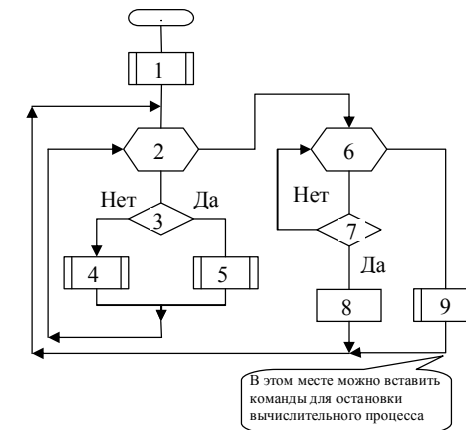 1
2
6
Нет
Да
3
Нет
7
4
5
Да
8
9
В этом месте можно вставить
команды для остановки
вычислительного процесса